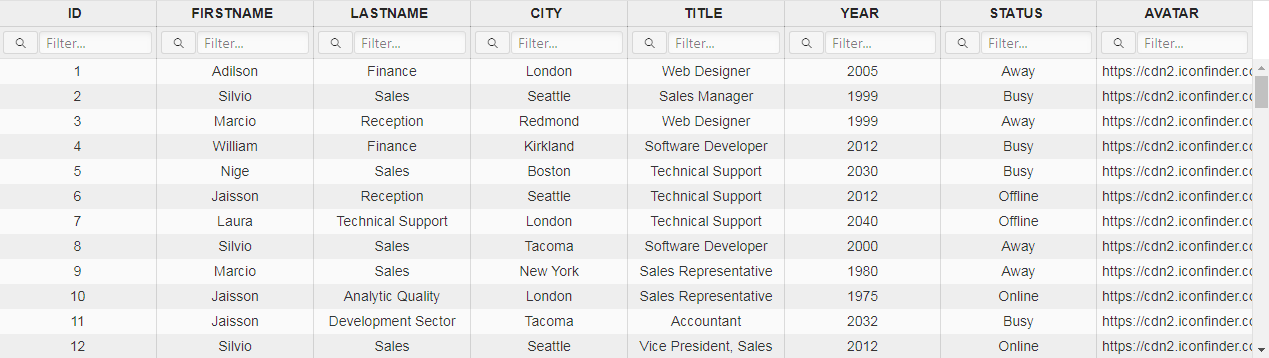 ID FIRSTNAME LASTNAME CITY TITLE YEAR STATUS AVATAR
Filter... Filter... Filter... Filter... Filter... Filter... Filter... Filter...
1 Adilson Finance London Web Designer 2005 Away https://cdn2.iconfinder.co
2 Silvio Sales Seattle Sales Manager 1999 Busy https://cdn2.iconfinder.co
3 Marcio Reception Redmond Web Designer 1999 Away https://cdn2.iconfinder.co
4 William Finance Kirkland Software Developer 2012 Busy https://cdn2.iconfinder.co
5 Nige Sales Boston Technical Support 2030 Busy https://cdn2.iconfinder.co
6 Jaisson Reception Seattle Technical Support 2012 Offline https://cdn2.iconfinder.co
7 Laura Technical Support London Technical Support 2040 Offline https://cdn2.iconfinder.co
8 Silvio Sales Tacoma Software Developer 2000 Away https://cdn2.iconfinder.co
9 Marcio Sales New York Sales Representative 1980 Away https://cdn2.iconfinder.co
10 Jaisson Analytic Quality London Sales Representative 1975 Online https://cdn2.iconfinder.co
11 Jaisson Development Sector Tacoma Accountant 2032 Busy https://cdn2.iconfinder.co
12 Silvio Sales Seattle Vice President, Sales 2012 Online https://cdn2.iconfinder.co